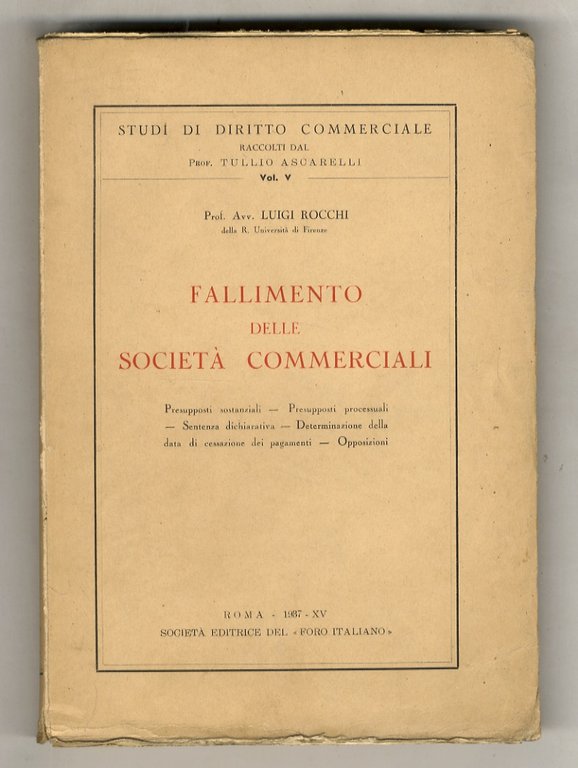 STUDÎ DI DIRITTO COMMERCIALE
RACCOLTI DAL
PROF. TULLIO ASCARELLI
Vol. V
Prof. Avv. LUIGI ROCCHI
della R. Università di Firenze
FALLIMENTO
DELLE
SOCIETÀ COMMERCIALI
Presupposti sostanziali — Presupposti processuali
— Sentenza dichiarativa — Determinazione della
data di cessazione dei pagamenti — Opposizioni
ROMA - 1937 - XV
SOCIETÀ EDITRICE DEL «FORO ITALIANO»